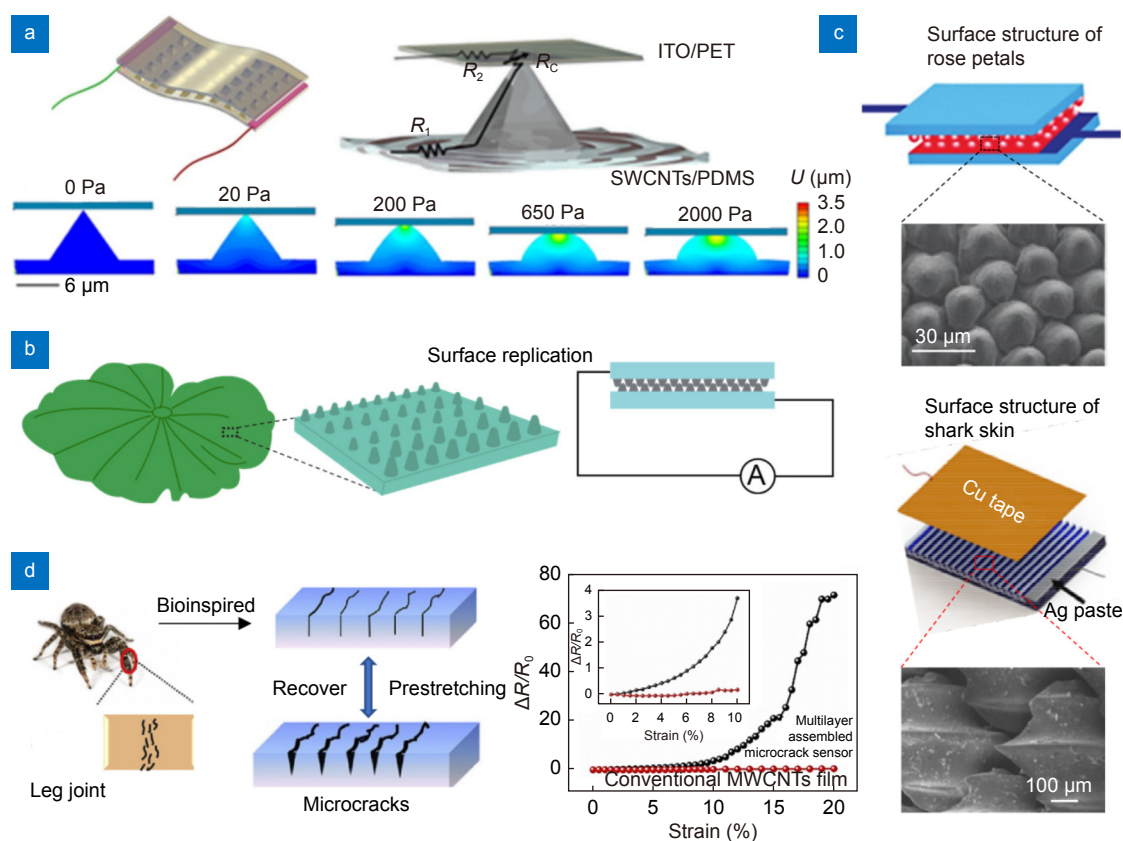 a
ITO/PET
R2
RC
R1
SWCNTs/PDMS
U (μm)
3.5
2.0
1.0
0
0 Pa
20 Pa
200 Pa
650 Pa
2000 Pa
6 μm
b
Surface replication
A
c
Surface structure of
rose petals
30 μm
Surface structure of
shark skin
Cu tape
Ag paste
100 μm
d
Bioinspired
Recover
Prestretching
Leg joint
Microcracks
ΔR/R0
80
60
40
20
0
ΔR/R0
4
3
2
1
0
0 2 4 6 8 10
Strain (%)
Multilayer
assembled
microcrack sensor
Conventional MWCNTs film
0 5 10 15 20
Strain (%)